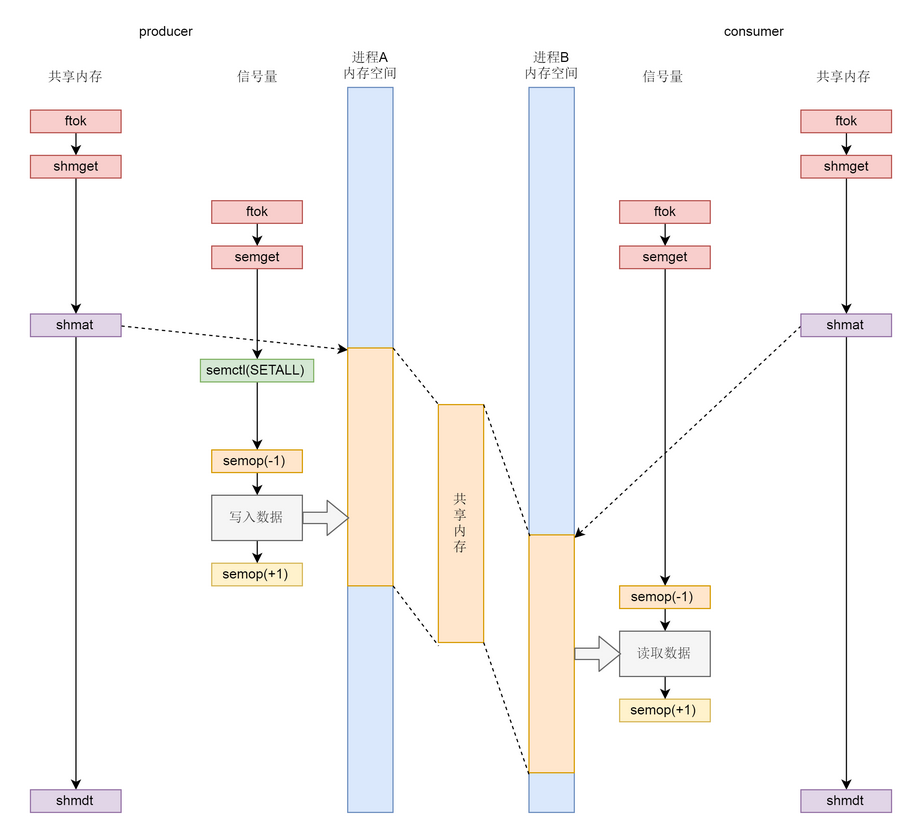 producer
consumer
共享内存
信号量
进程A
内存空间
进程B
内存空间
信号量
共享内存
ftok
ftok
shmget
shmget
ftok
ftok
semget
semget
shmat
shmat
semctl(SETALL)
semop(-1)
写入数据
共
享
内
存
semop(+1)
semop(-1)
读取数据
semop(+1)
shmdt
shmdt